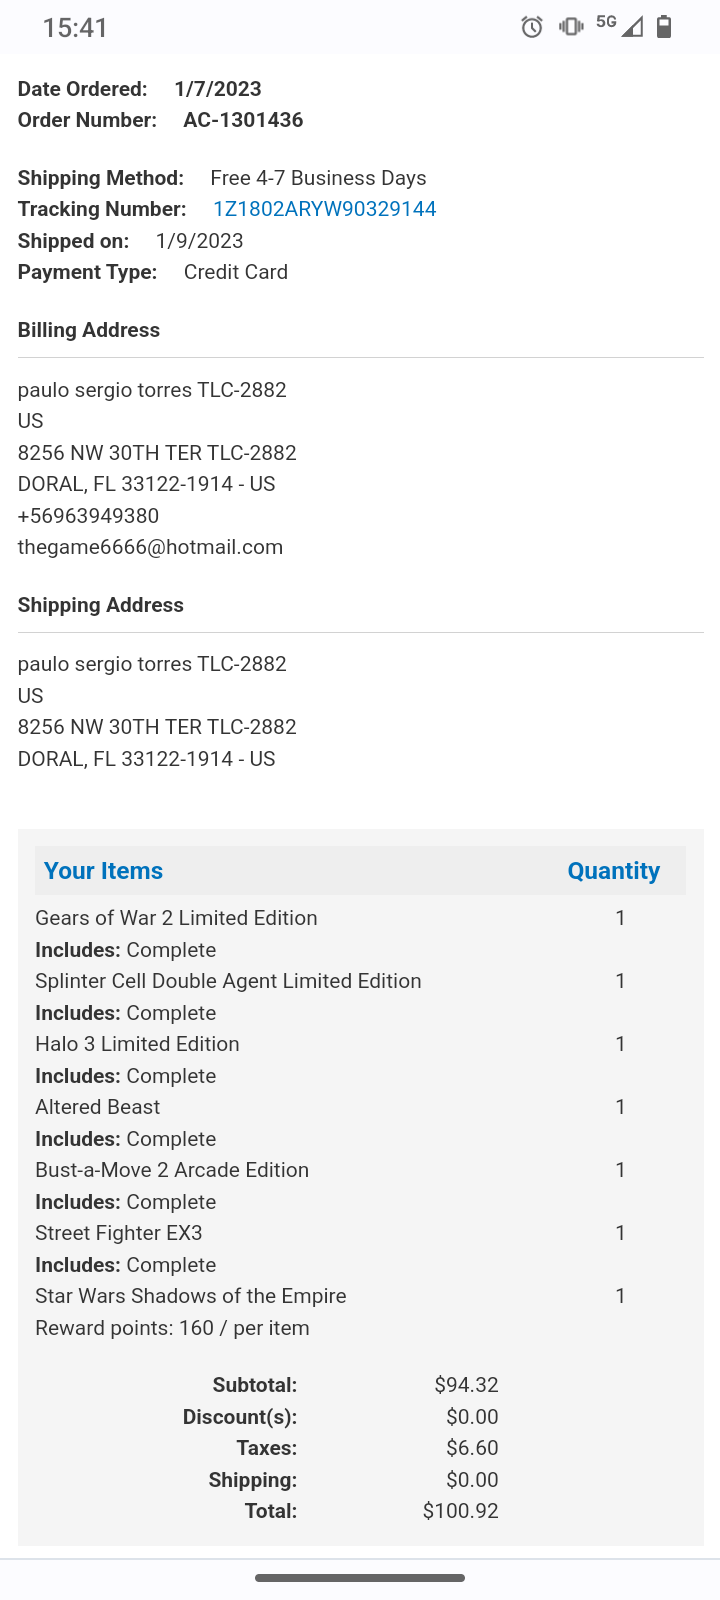 15:41
5G
Date Ordered: 1/7/2023
Order Number: AC-1301436
Shipping Method: Free 4-7 Business Days
Tracking Number: 1Z1802ARYW90329144
Shipped on: 1/9/2023
Payment Type: Credit Card
Billing Address
paulo sergio torres TLC-2882
US
8256 NW 30TH TER TLC-2882
DORAL, FL 33122-1914 - US
+56963949380
thegame6666@hotmail.com
Shipping Address
paulo sergio torres TLC-2882
US
8256 NW 30TH TER TLC-2882
DORAL, FL 33122-1914 - US
Your Items Quantity
Gears of War 2 Limited Edition 1
Includes: Complete
Splinter Cell Double Agent Limited Edition 1
Includes: Complete
Halo 3 Limited Edition 1
Includes: Complete
Altered Beast 1
Includes: Complete
Bust-a-Move 2 Arcade Edition 1
Includes: Complete
Street Fighter EX3 1
Includes: Complete
Star Wars Shadows of the Empire 1
Reward points: 160 / per item
Subtotal: $94.32
Discount(s): $0.00
Taxes: $6.60
Shipping: $0.00
Total: $100.92